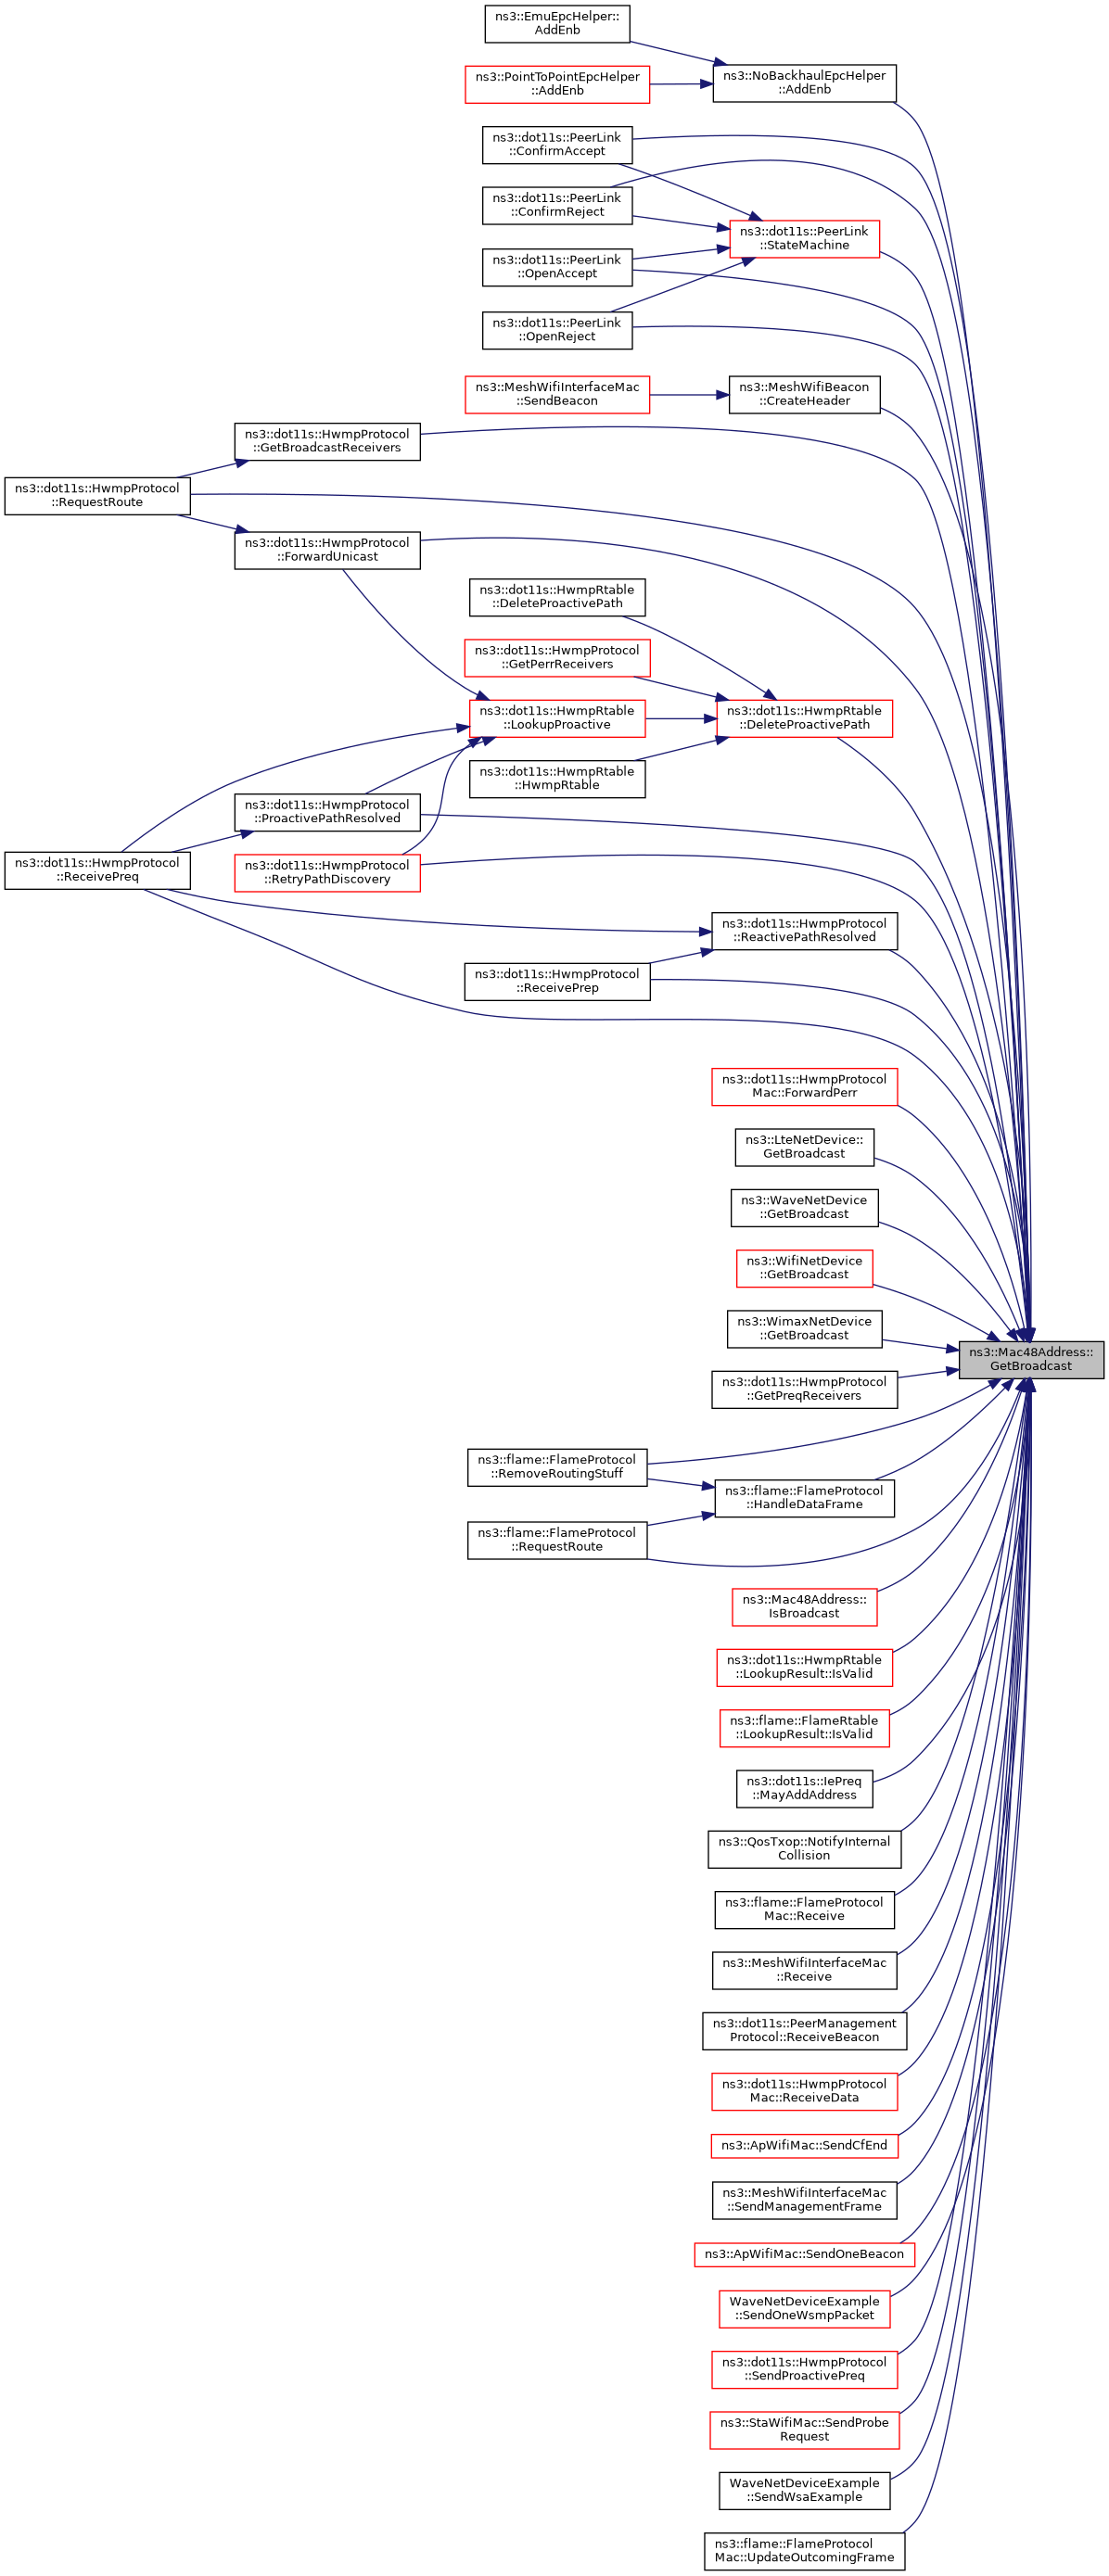 ns3::EmuEpcHelper::
AddEnb
ns3::PointToPointEpcHelper
::AddEnb
ns3::NoBackhaulEpcHelper
::AddEnb
ns3::dot11s::PeerLink
::ConfirmAccept
ns3::dot11s::PeerLink
::ConfirmReject
ns3::dot11s::PeerLink
::StateMachine
ns3::dot11s::PeerLink
::OpenAccept
ns3::dot11s::PeerLink
::OpenReject
ns3::MeshWifiInterfaceMac
::SendBeacon
ns3::MeshWifiBeacon
::CreateHeader
ns3::dot11s::HwmpProtocol
::GetBroadcastReceivers
ns3::dot11s::HwmpProtocol
::RequestRoute
ns3::dot11s::HwmpProtocol
::ForwardUnicast
ns3::dot11s::HwmpRtable
::DeleteProactivePath
ns3::dot11s::HwmpProtocol
::GetPerrReceivers
ns3::dot11s::HwmpRtable
::LookupProactive
ns3::dot11s::HwmpRtable
::DeleteProactivePath
ns3::dot11s::HwmpRtable
::HwmpRtable
ns3::dot11s::HwmpProtocol
::ProactivePathResolved
ns3::dot11s::HwmpProtocol
::ReceivePreq
ns3::dot11s::HwmpProtocol
::RetryPathDiscovery
ns3::dot11s::HwmpProtocol
::ReactivePathResolved
ns3::dot11s::HwmpProtocol
::ReceivePrep
ns3::dot11s::HwmpProtocol
Mac::ForwardPerr
ns3::LteNetDevice::
GetBroadcast
ns3::WaveNetDevice
::GetBroadcast
ns3::WifiNetDevice
::GetBroadcast
ns3::WimaxNetDevice
::GetBroadcast
ns3::Mac48Address::
GetBroadcast
ns3::dot11s::HwmpProtocol
::GetPreqReceivers
ns3::flame::FlameProtocol
::RemoveRoutingStuff
ns3::flame::FlameProtocol
::HandleDataFrame
ns3::flame::FlameProtocol
::RequestRoute
ns3::Mac48Address::
IsBroadcast
ns3::dot11s::HwmpRtable
::LookupResult::IsValid
ns3::flame::FlameRtable
::LookupResult::IsValid
ns3::dot11s::IePreq
::MayAddAddress
ns3::QosTxop::NotifyInternal
Collision
ns3::flame::FlameProtocol
Mac::Receive
ns3::MeshWifiInterfaceMac
::Receive
ns3::dot11s::PeerManagement
Protocol::ReceiveBeacon
ns3::dot11s::HwmpProtocol
Mac::ReceiveData
ns3::ApWifiMac::SendCfEnd
ns3::MeshWifiInterfaceMac
::SendManagementFrame
ns3::ApWifiMac::SendOneBeacon
WaveNetDeviceExample
::SendOneWsmpPacket
ns3::dot11s::HwmpProtocol
::SendProactivePreq
ns3::StaWifiMac::SendProbe
Request
WaveNetDeviceExample
::SendWsaExample
ns3::flame::FlameProtocol
Mac::UpdateOutcomingFrame